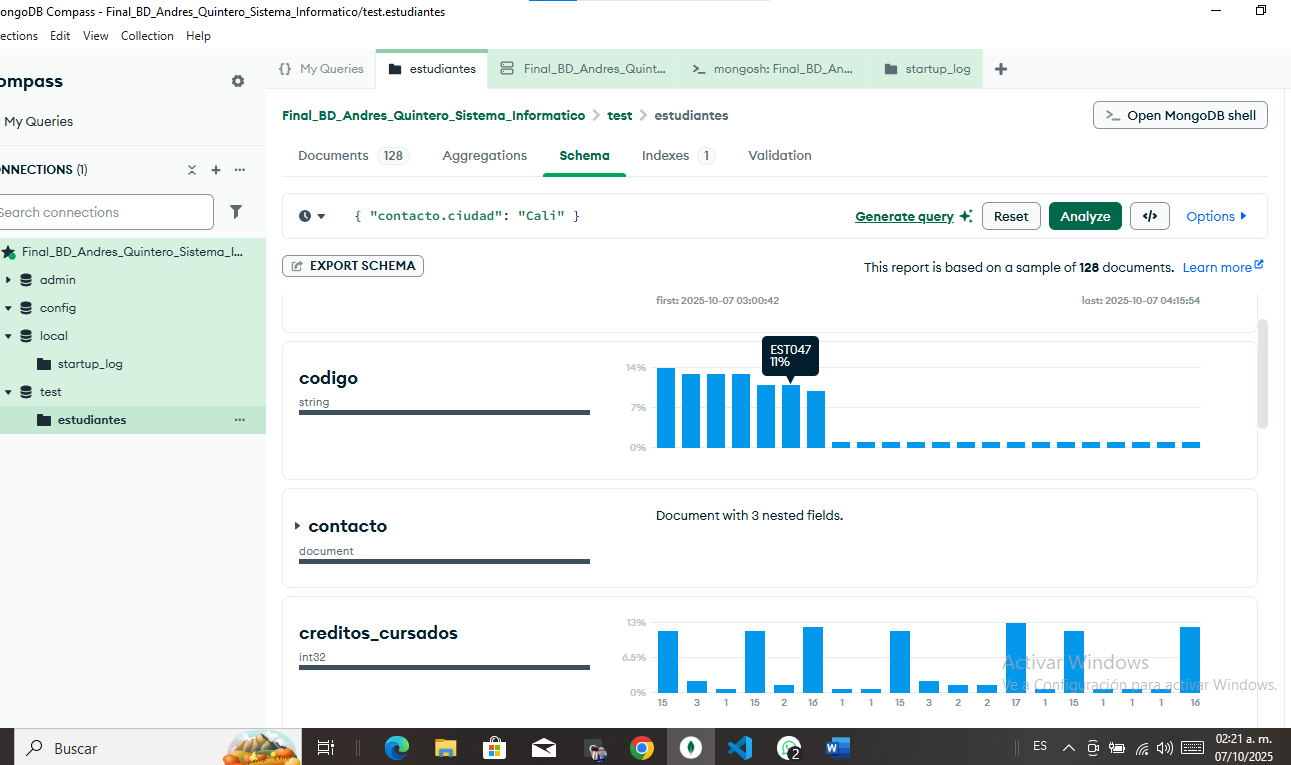 ongoDB Compass - Final_BD_Andres_Quintero_Sistema_Informatico/test.estudiantes
ections Edit View Collection Help
ompass
My Queries
ONNECTIONS (1)
Search connections
Final_BD_Andres_Quintero_Sistema_I...
admin
config
local
startup_log
test
estudiantes
{} My Queries
estudiantes
Final_BD_Andres_Quint...
>_ mongosh: Final_BD_An...
startup_log
Final_BD_Andres_Quintero_Sistema_Informatico > test > estudiantes
>_ Open MongoDB shell
Documents 128 Aggregations Schema Indexes 1 Validation
{ "contacto.ciudad": "Cali" }
Generate query Reset Analyze </> Options
EXPORT SCHEMA
This report is based on a sample of 128 documents. Learn more
first: 2025-10-07 03:00:42 last: 2025-10-07 04:15:54
codigo
string
EST047
11%
14%
7%
0%
contacto
document
Document with 3 nested fields.
creditos_cursados
int32
13%
6.5%
0%
15 3 1 15 2 16 1 1 15 3 2 2 17 1 15 1 1 1 16
Activar Windows
Ve a Configuración para activar Windows.
Buscar
2
ES
02:21 a. m.
07/10/2025